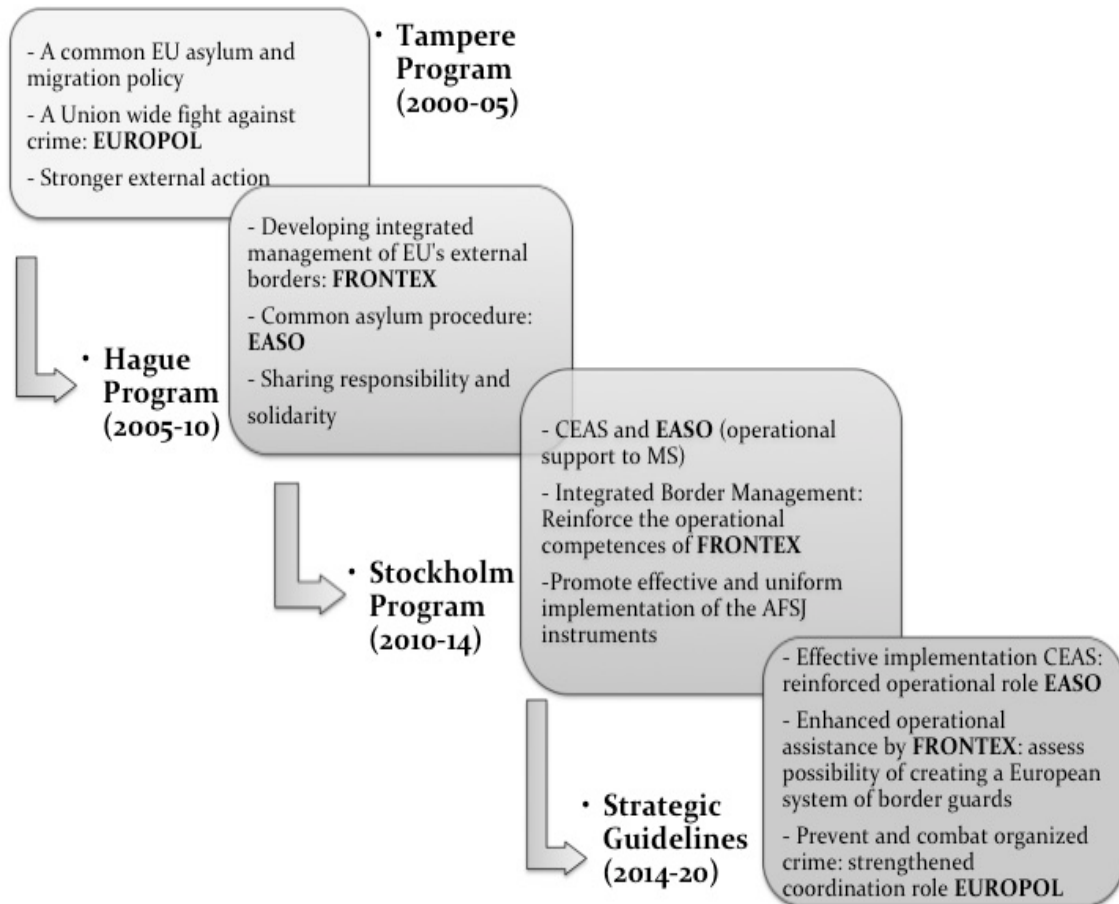 - A common EU asylum and
migration policy
- A Union wide fight against
crime: EUROPOL
- Stronger external action
• Tampere
Program
(2000-05)
- Developing integrated
management of EU's external
borders: FRONTEX
- Common asylum procedure:
EASO
- Sharing responsibility and
solidarity
• Hague
Program
(2005-10)
- CEAS and EASO (operational
support to MS)
- Integrated Border Management:
Reinforce the operational
competences of FRONTEX
-Promote effective and uniform
implementation of the AFSJ
instruments
• Stockholm
Program
(2010-14)
- Effective implementation CEAS:
reinforced operational role EASO
- Enhanced operational
assistance by FRONTEX: assess
possibility of creating a European
system of border guards
- Prevent and combat organized
crime: strengthened
coordination role EUROPOL
• Strategic
Guidelines
(2014-20)